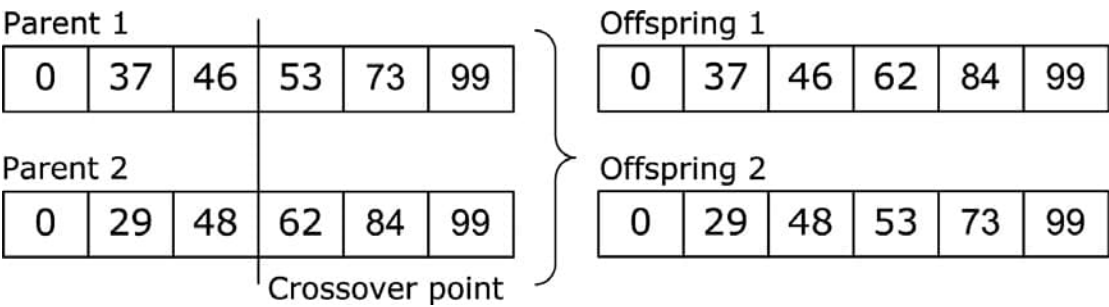 Parent 1
0 37 46 53 73 99
Parent 2
0 29 48 62 84 99
Crossover point
Offspring 1
0 37 46 62 84 99
Offspring 2
0 29 48 53 73 99